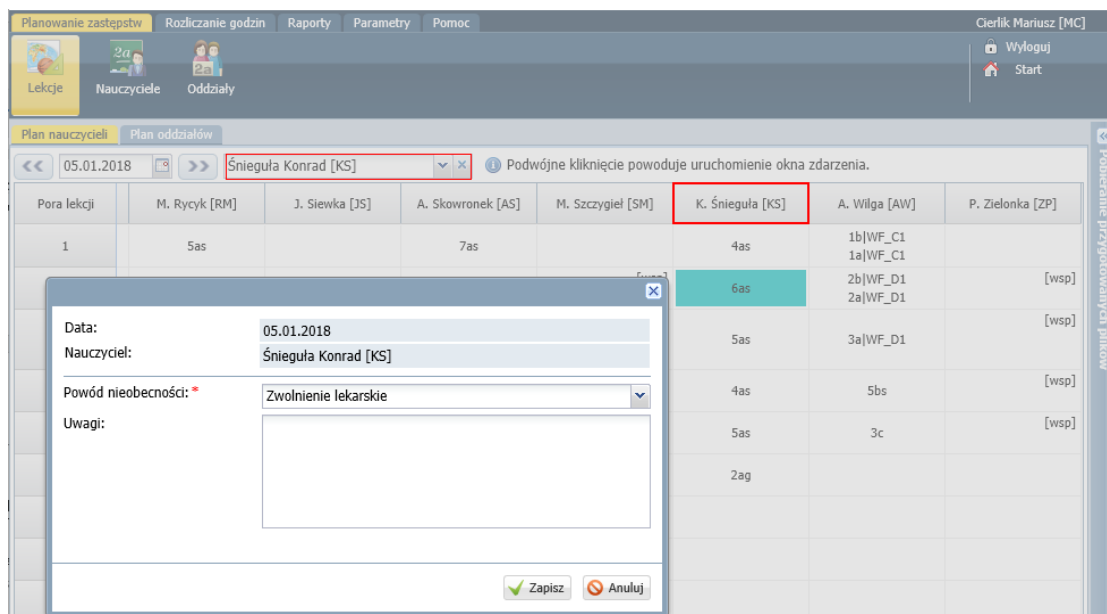 Planowanie zastępstw Rozliczanie godzin Raporty Parametry Pomoc Cierlik Mariusz [MC]
2a
2a
Lekcje Nauczyciele Oddziały
Wyloguj
Start
Plan nauczycieli Plan oddziałów
<< 05.01.2018 >> Śnieguła Konrad [KS] Podwójne kliknięcie powoduje uruchomienie okna zdarzenia.
Pora lekcji M. Rycyk [RM] J. Siewka [JS] A. Skowronek [AS] M. Szczygieł [SM] K. Śnieguła [KS] A. Wilga [AW] P. Zielonka [ZP]
1 5as 7as 4as 1b|WF_C1
1a|WF_C1
6as 2b|WF_D1 [wsp]
2a|WF_D1
5as 3a|WF_D1 [wsp]
4as 5bs [wsp]
5as 3c [wsp]
2ag
Data: 05.01.2018
Nauczyciel: Śnieguła Konrad [KS]
Powód nieobecności: * Zwolnienie lekarskie
Uwagi:
Zapisz Anuluj
Pobieranie przygotowanych plików